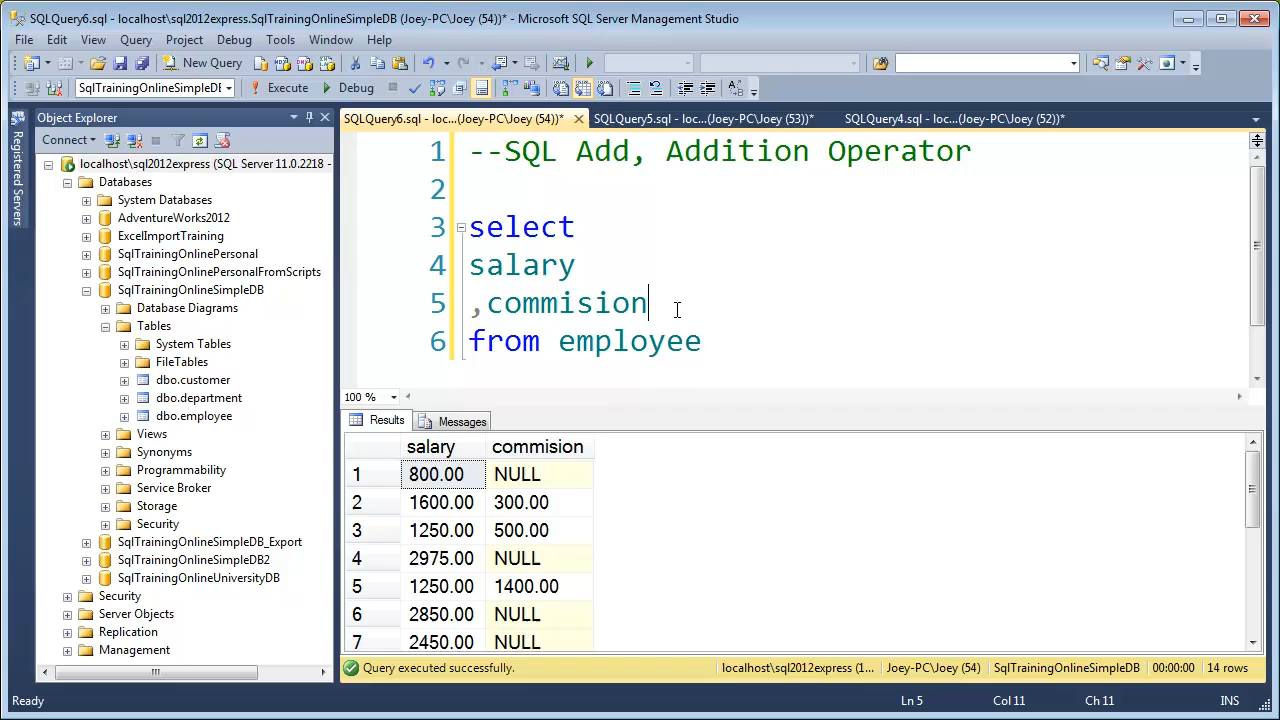 SQLQuery6.sql - localhost\sql2012express.SqlTrainingOnlineSimpleDB (Joey-PC\Joey (54))* - Microsoft SQL Server Management Studio
File Edit View Query Project Debug Tools Window Help
New Query
SqlTrainingOnlineSimpleDE Execute Debug
Registered Servers
Object Explorer
Connect
localhost\sql2012express (SQL Server 11.0.2218 -
Databases
System Databases
AdventureWorks2012
ExcelImportTraining
SqlTrainingOnlinePersonal
SqlTrainingOnlinePersonalFromScripts
SqlTrainingOnlineSimpleDB
Database Diagrams
Tables
System Tables
FileTables
dbo.customer
dbo.department
dbo.employee
Views
Synonyms
Programmability
Service Broker
Storage
Security
SqlTrainingOnlineSimpleDB_Export
SqlTrainingOnlineSimpleDB2
SqlTrainingOnlineUniversityDB
Security
Server Objects
Replication
Management
SQLQuery6.sql - loc...(Joey-PC\Joey (54))* SQLQuery5.sql - loc...(Joey-PC\Joey (53))* SQLQuery4.sql - loc...(Joey-PC\Joey (52))*
1 --SQL Add, Addition Operator
2
3 select
4 salary
5 ,commision
6 from employee
100 %
Results Messages
salary commision
1 800.00 NULL
2 1600.00 300.00
3 1250.00 500.00
4 2975.00 NULL
5 1250.00 1400.00
6 2850.00 NULL
7 2450.00 NULL
Query executed successfully. localhost\sql2012express (1... Joey-PC\Joey (54) SqlTrainingOnlineSimpleDB 00:00:00 14 rows
Ready Ln 5 Col 11 Ch 11 INS